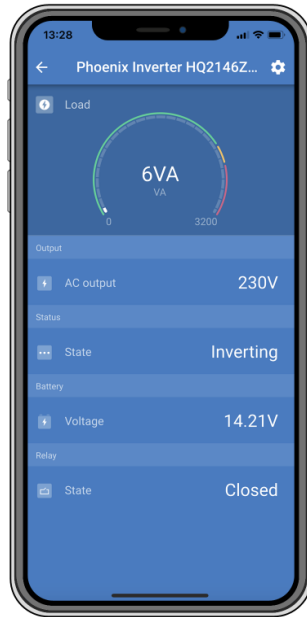 13:28
Phoenix Inverter HQ2146Z...
Load
6VA
VA
0 3200
Output
AC output 230V
Status
State Inverting
Battery
Voltage 14.21V
Relay
State Closed